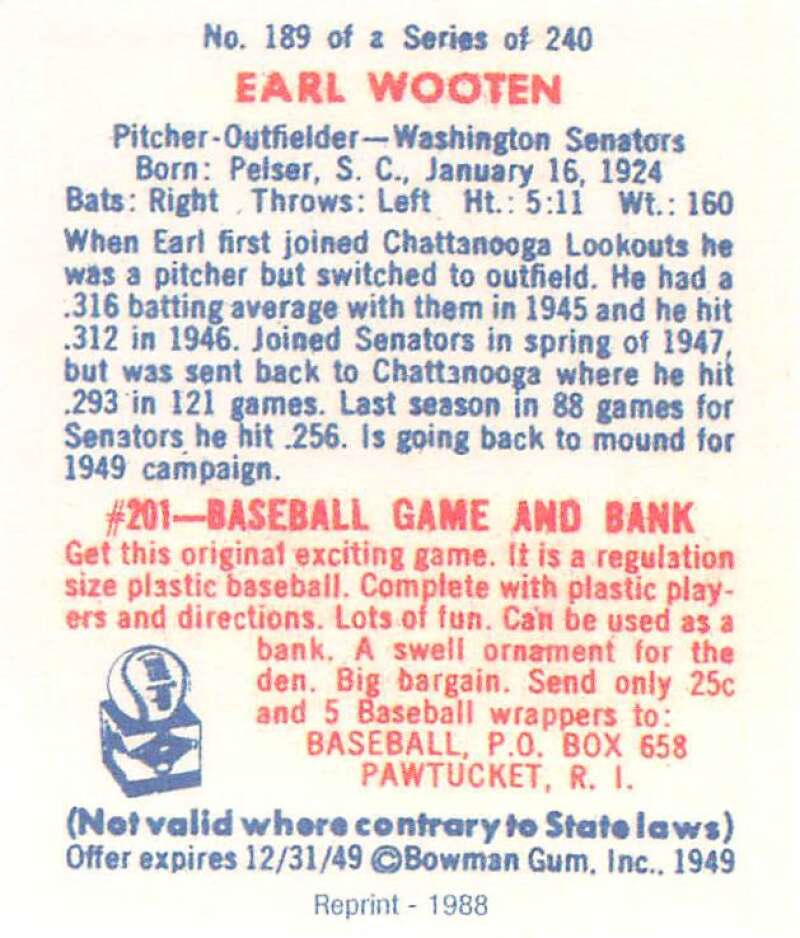 No. 189 of a Series of 240
EARL WOOTEN
Pitcher-Outfielder—Washington Senators
Born: Pelser, S. C., January 16, 1924
Bats: Right Throws: Left Ht.: 5:11 Wt.: 160
When Earl first joined Chattanooga Lookouts he
was a pitcher but switched to outfield. He had a
.316 batting average with them in 1945 and he hit
.312 in 1946. Joined Senators in spring of 1947,
but was sent back to Chattanooga where he hit
.293 in 121 games. Last season in 88 games for
Senators he hit .256. Is going back to mound for
1949 campaign.
#201—BASEBALL GAME AND BANK
Get this original exciting game. It is a regulation
size plastic baseball. Complete with plastic play-
ers and directions. Lots of fun. Can be used as a
bank. A swell ornament for the
den. Big bargain. Send only 25c
and 5 Baseball wrappers to:
BASEBALL, P.O. BOX 658
PAWTUCKET, R. I.
(Not valid where contrary to State laws)
Offer expires 12/31/49 ©Bowman Gum, Inc., 1949
Reprint - 1988